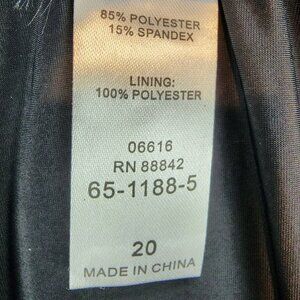 85% POLYESTER
15% SPANDEX
LINING:
100% POLYESTER
06616
RN 88842
65-1188-5
20
MADE IN CHINA